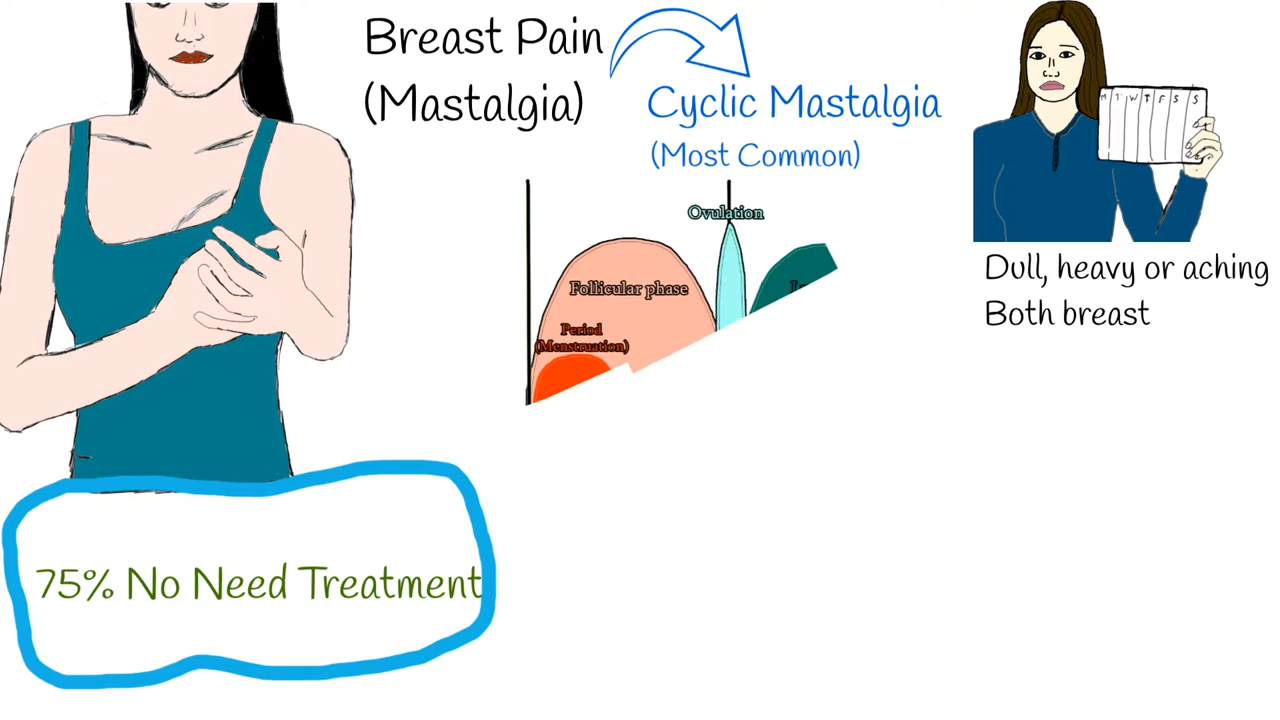 Breast Pain
(Mastalgia)
Cyclic Mastalgia
(Most Common)
M T W T F S S
Ovulation
Follicular phase
Period
(Menstruation)
Dull, heavy or aching
Both breast
75% No Need Treatment